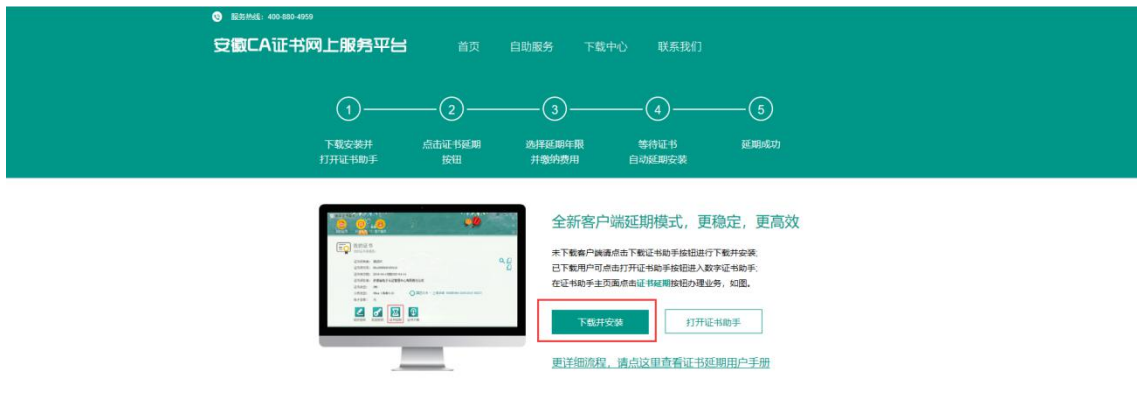 服务热线：400-880-4959
安徽CA证书网上服务平台
首页 自助服务 下载中心 联系我们
1 2 3 4 5
下载安装并
打开证书助手
点击证书延期
按钮
选择延期年限
并缴纳费用
等待证书
自动延期安装
延期成功
全新客户端延期模式，更稳定，更高效
未下载客户端请点击下载证书助手按钮进行下载并安装;
已下载用户可点击打开证书助手按钮进入数字证书助手;
在证书助手主页面点击证书延期按钮办理业务，如图。
下载并安装 打开证书助手
更详细流程，请点这里查看证书延期用户手册